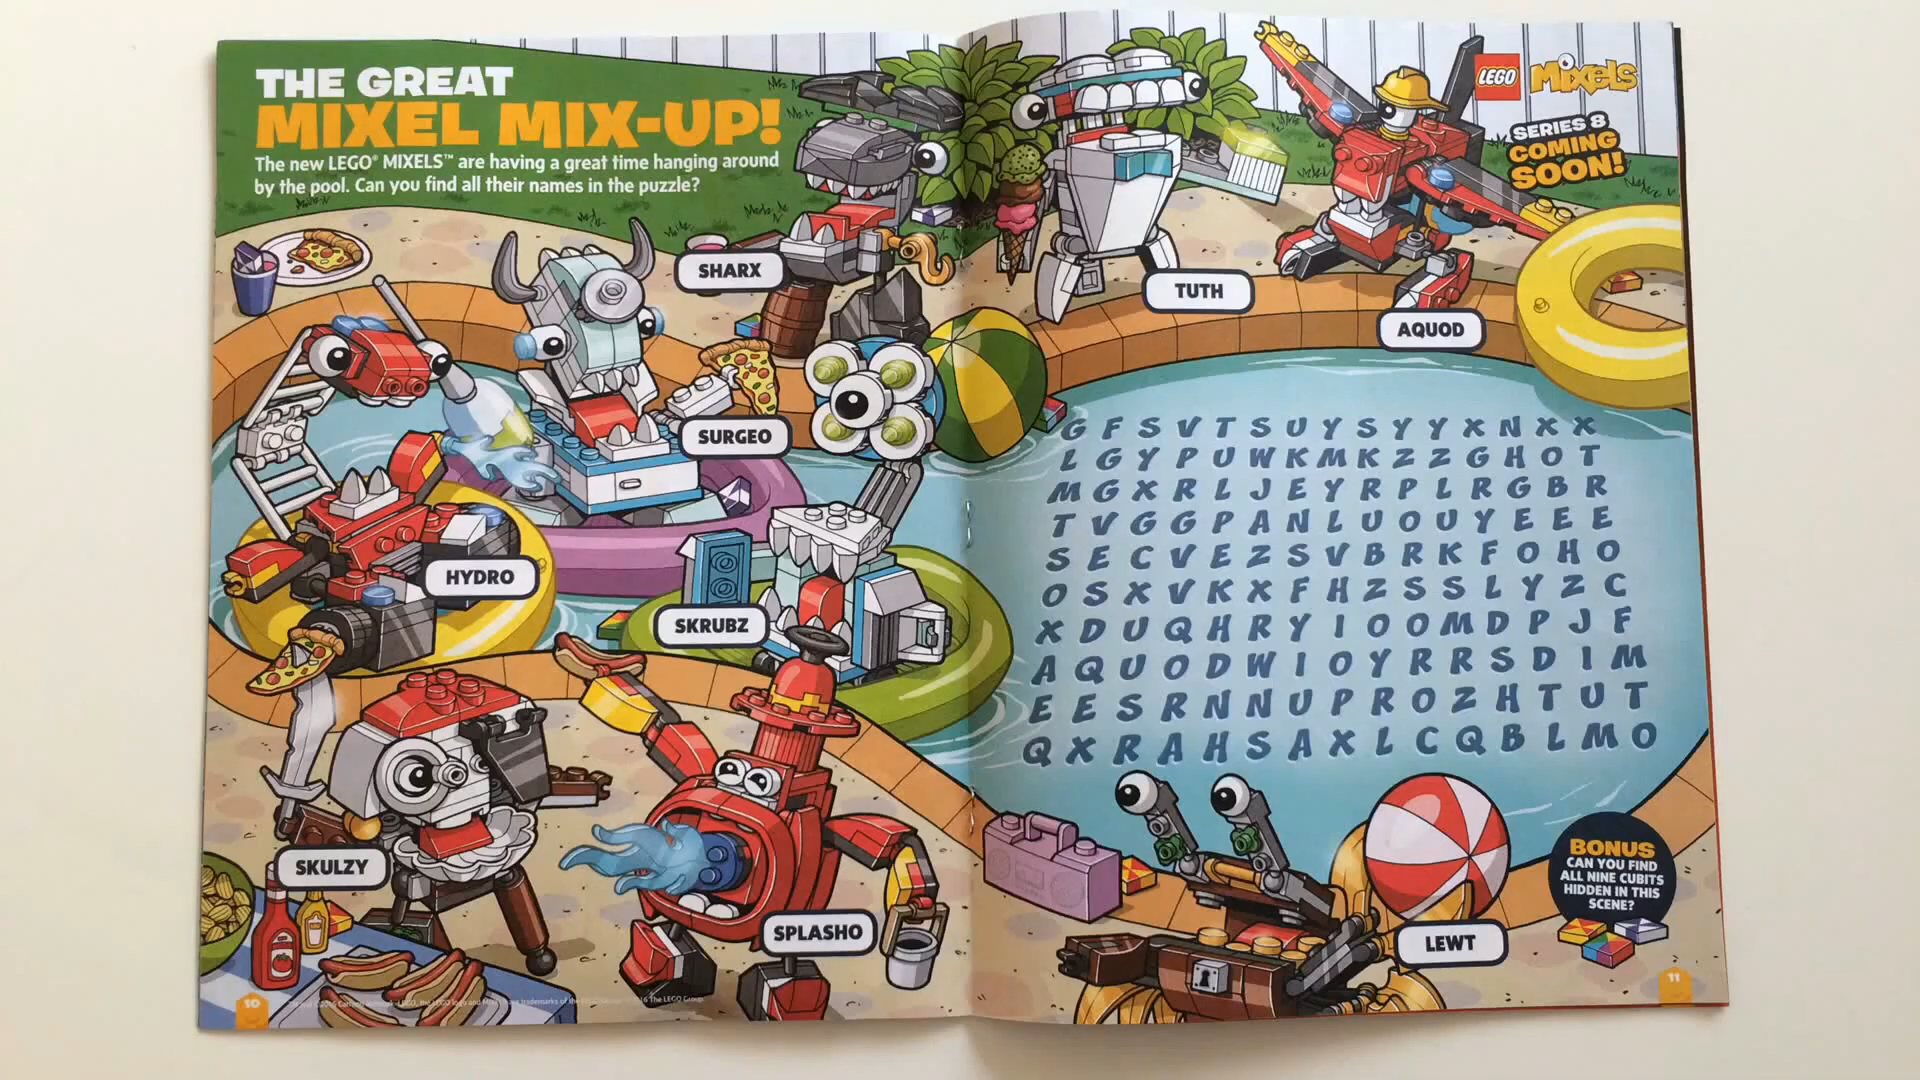 THE GREAT
MIXEL MIX-UP!
The new LEGO® MIXELS™ are having a great time hanging around
by the pool. Can you find all their names in the puzzle?
LEGO MIXELS
SERIES 8
COMING
SOON!
SHARX
TUTH
AQUOD
SURGEO
HYDRO
SKRUBZ
SKULZY
SPLASHO
LEWT
G F S V T S U Y S Y Y X N X X
L G Y P U W K M K Z Z G H O T
M G X R L J E Y R P L R G B R
T V G G P A N L U O U Y E E E
S E C V E Z S V B R K F O H O
O S X V K X F H Z S S L Y Z C
X D U Q H R Y I O O M D P J F
A Q U O D W I O Y R R S D I M
E E S R N N U P R O Z H T U T
Q X R A H S A X L C Q B L M O
BONUS
CAN YOU FIND
ALL NINE CUBITS
HIDDEN IN THIS
SCENE?
10
11